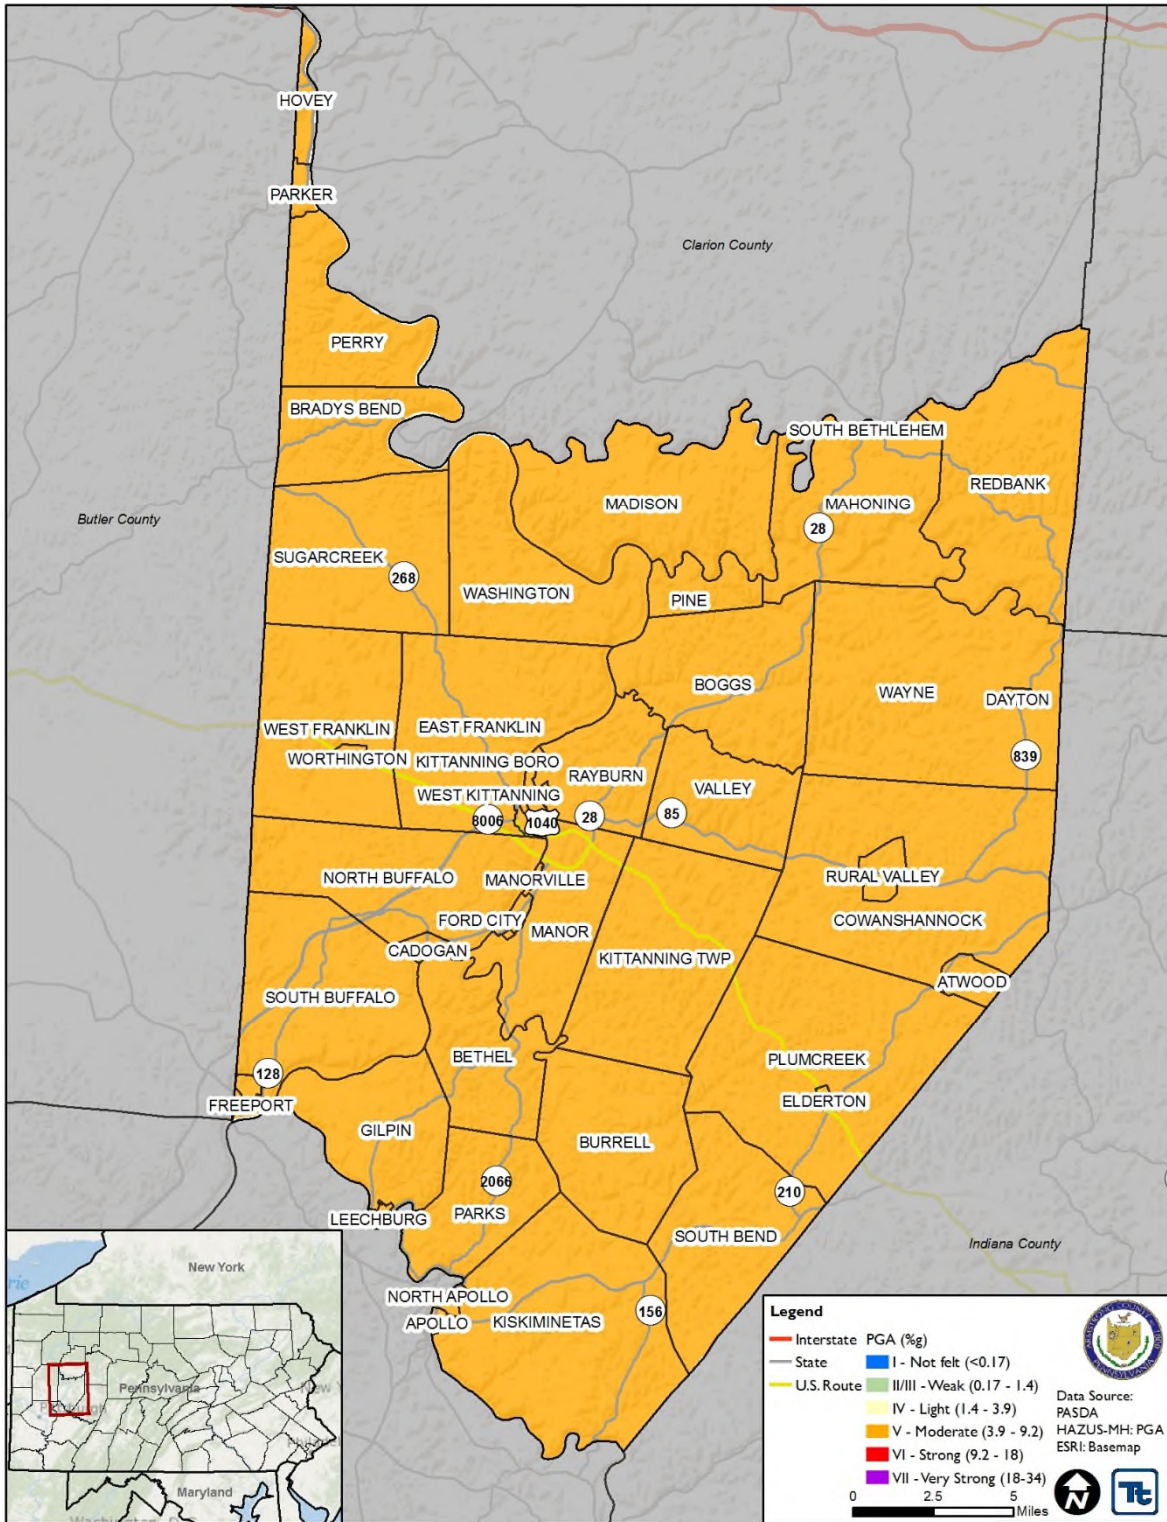 HOVEY
PARKER
Clarion County
PERRY
BRADYS BEND
SOUTH BETHLEHEM
REDBANK
MADISON
MAHONING
Butler County
28
SUGARCREEK
268
WASHINGTON
PINE
BOGGS
WAYNE
DAYTON
WEST FRANKLIN
EAST FRANKLIN
WORTHINGTON
KITTANNING BORO
RAYBURN
839
WEST KITTANNING
VALLEY
8006
1040
28
85
NORTH BUFFALO
MANORVILLE
RURAL VALLEY
FORD CITY
MANOR
COWANSHANNOCK
CADOGAN
KITTANNING TWP
ATWOOD
SOUTH BUFFALO
BETHEL
PLUMCREEK
128
FREEPORT
ELDERTON
GILPIN
BURRELL
2066
210
LEECHBURG
PARKS
SOUTH BEND
Indiana County
NORTH APOLLO
APOLLO
KISKIMINETAS
156
New York
Pennsylvania
Pittsburgh
Maryland
Legend
Interstate
State
U.S. Route
PGA (%g)
I - Not felt (<0.17)
II/III - Weak (0.17 - 1.4)
IV - Light (1.4 - 3.9)
V - Moderate (3.9 - 9.2)
VI - Strong (9.2 - 18)
VII - Very Strong (18-34)
ARMSTRONG COUNTY
PENNSYLVANIA
Data Source:
PASDA
HAZUS-MH: PGA
ESRI: Basemap
N
Tt
0 2.5 5
Miles